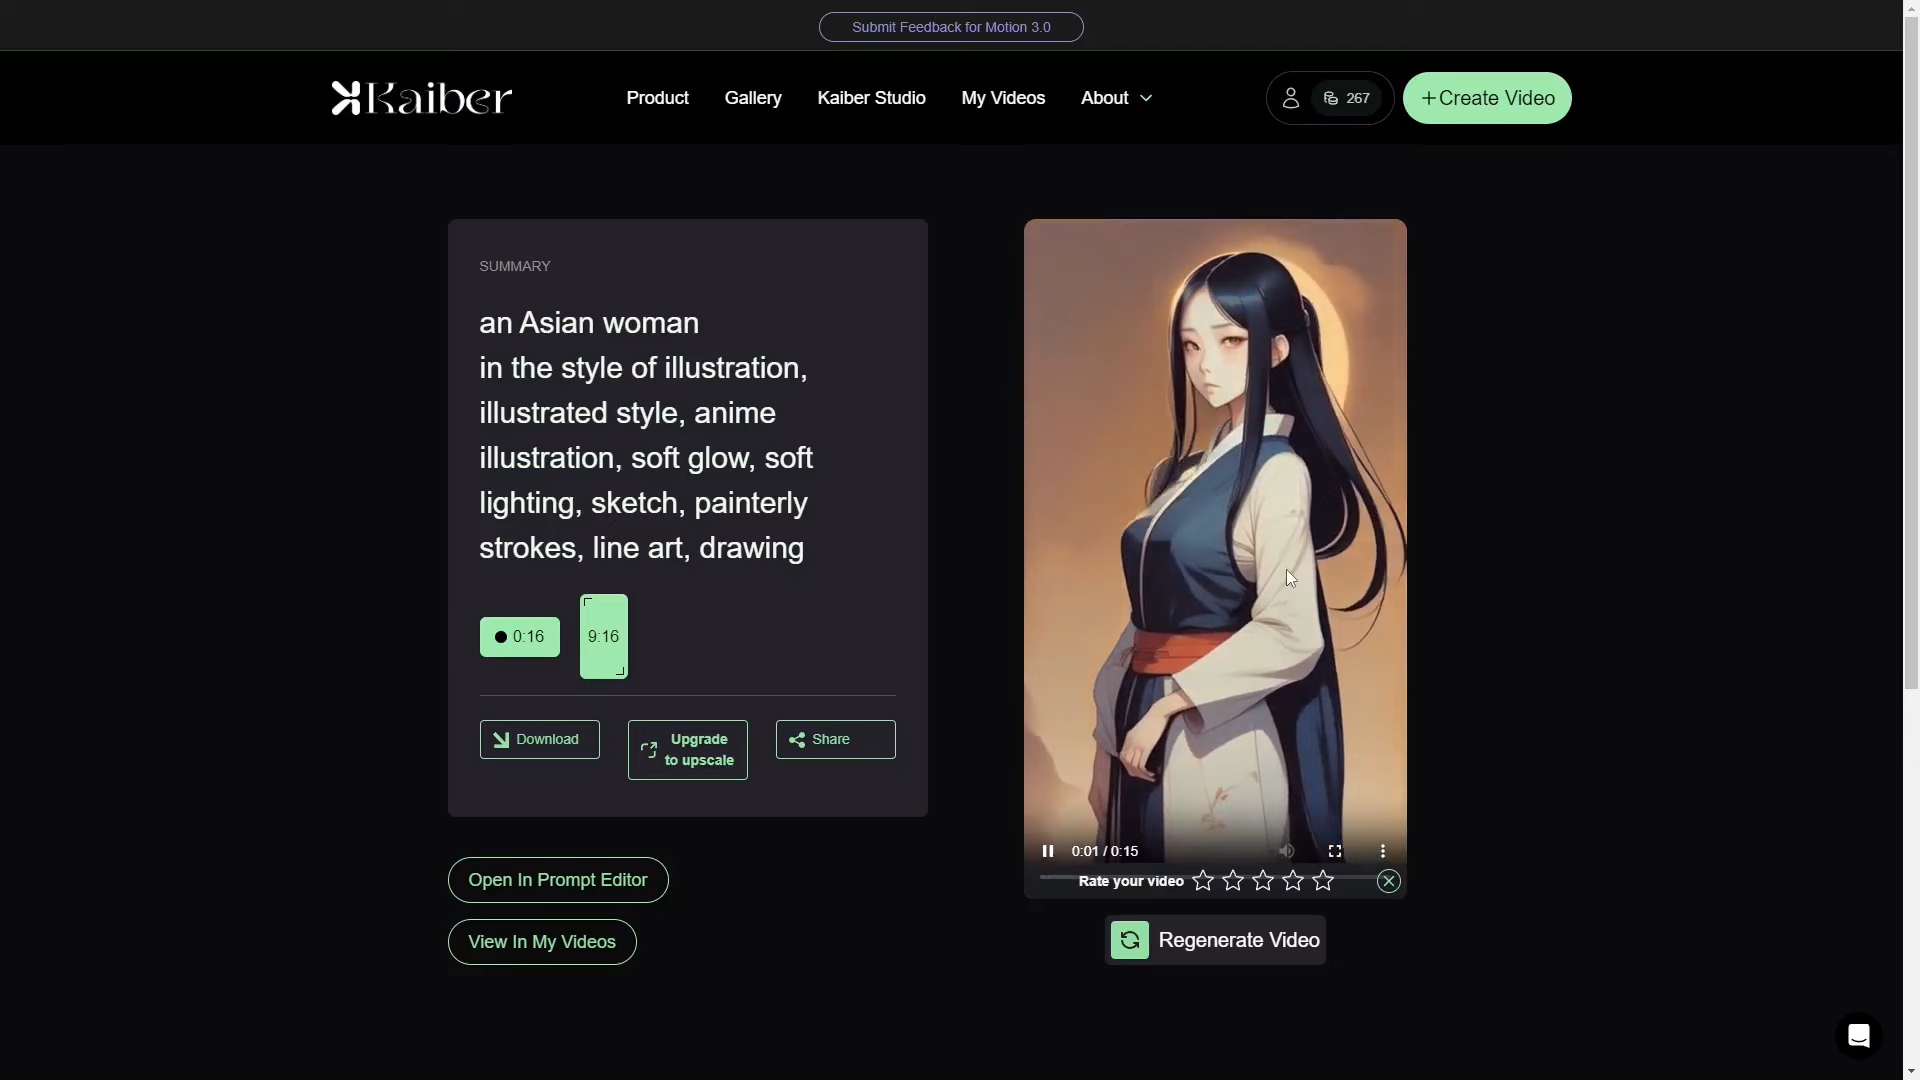 Submit Feedback for Motion 3.0
Kaiber
Product
Gallery
Kaiber Studio
My Videos
About
267
+Create Video
SUMMARY
an Asian woman
in the style of illustration,
illustrated style, anime
illustration, soft glow, soft
lighting, sketch, painterly
strokes, line art, drawing
0:16
9:16
Download
Upgrade
to upscale
Share
Open In Prompt Editor
View In My Videos
0:01 / 0:15
Rate your video
Regenerate Video